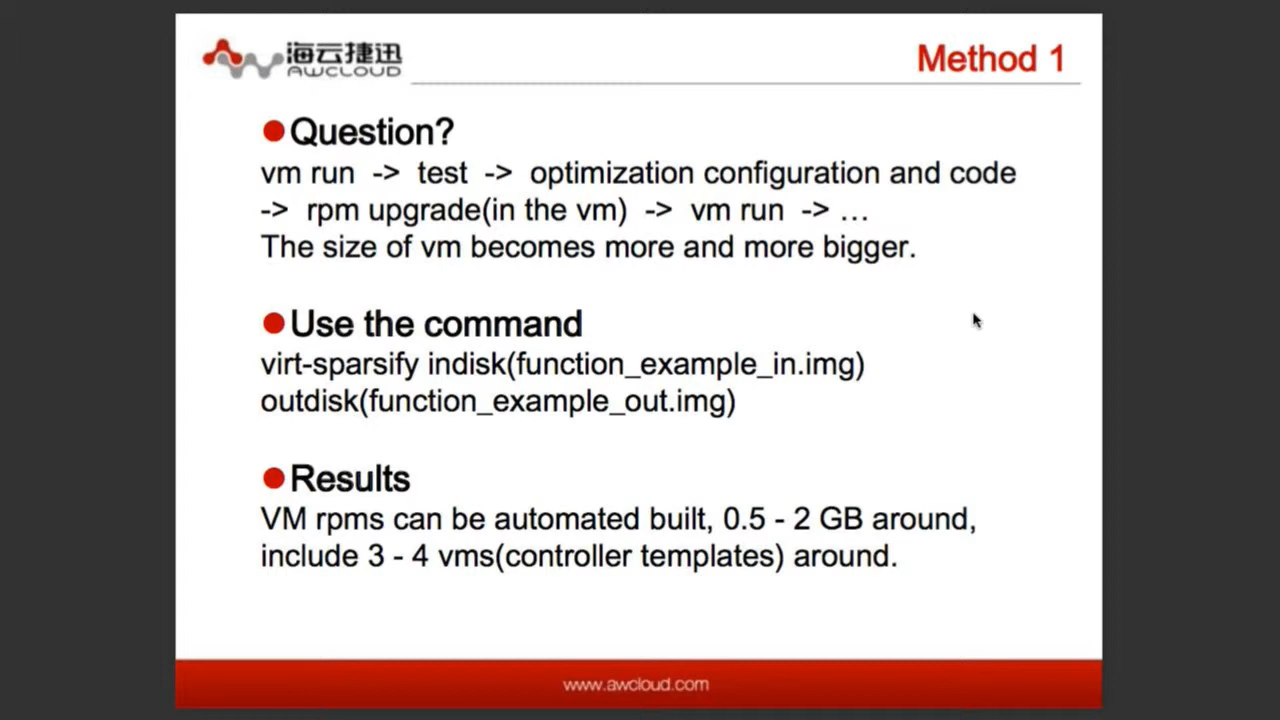 海云捷迅
AWCLOUD
Method 1
Question?
vm run -> test -> optimization configuration and code
-> rpm upgrade(in the vm) -> vm run -> …
The size of vm becomes more and more bigger.
Use the command
virt-sparsify indisk(function_example_in.img)
outdisk(function_example_out.img)
Results
VM rpms can be automated built, 0.5 - 2 GB around,
include 3 - 4 vms(controller templates) around.
www.awcloud.com